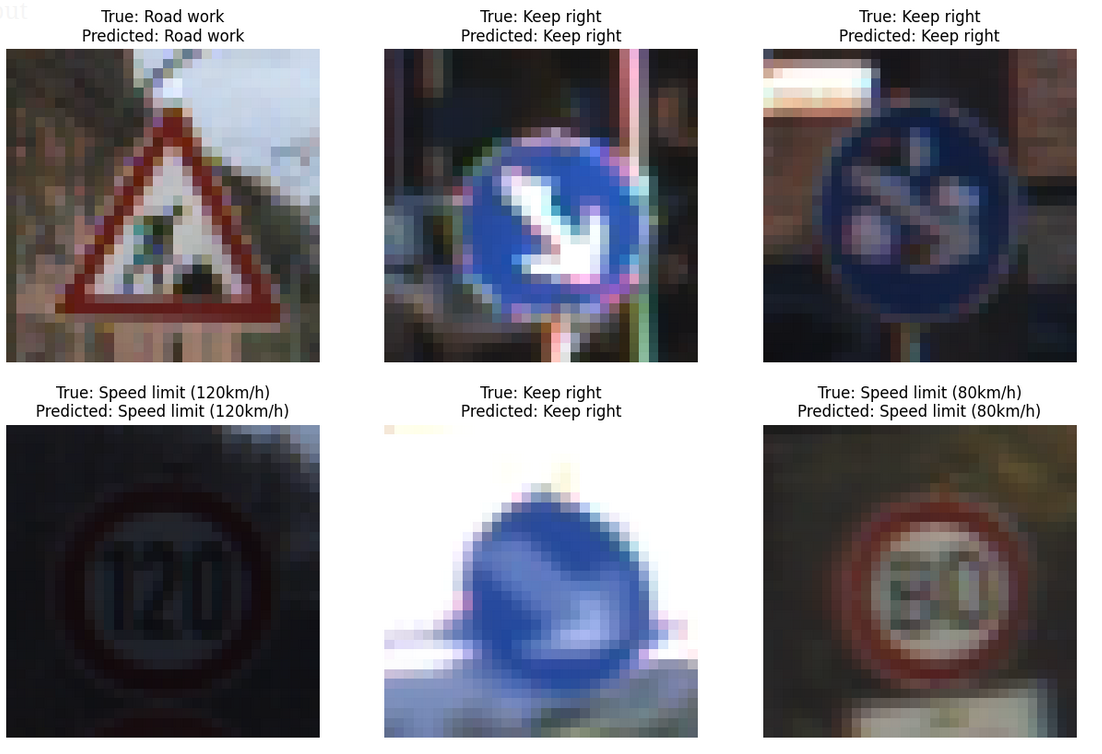 out
True: Road work
Predicted: Road work
True: Keep right
Predicted: Keep right
True: Keep right
Predicted: Keep right
True: Speed limit (120km/h)
Predicted: Speed limit (120km/h)
True: Keep right
Predicted: Keep right
True: Speed limit (80km/h)
Predicted: Speed limit (80km/h)
120
80